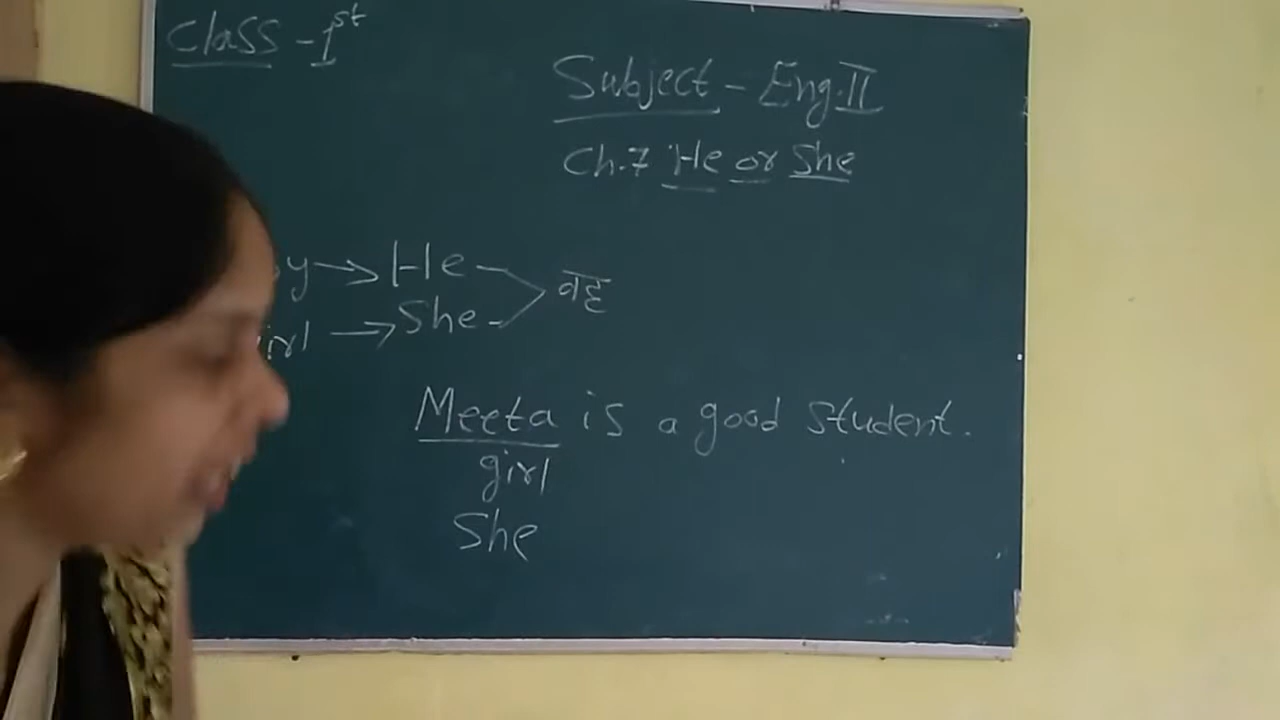 Class - 1st
Subject - Eng.II
Ch.7 He or She
→ He
→ She
वह
Meeta is a good student.
girl
She